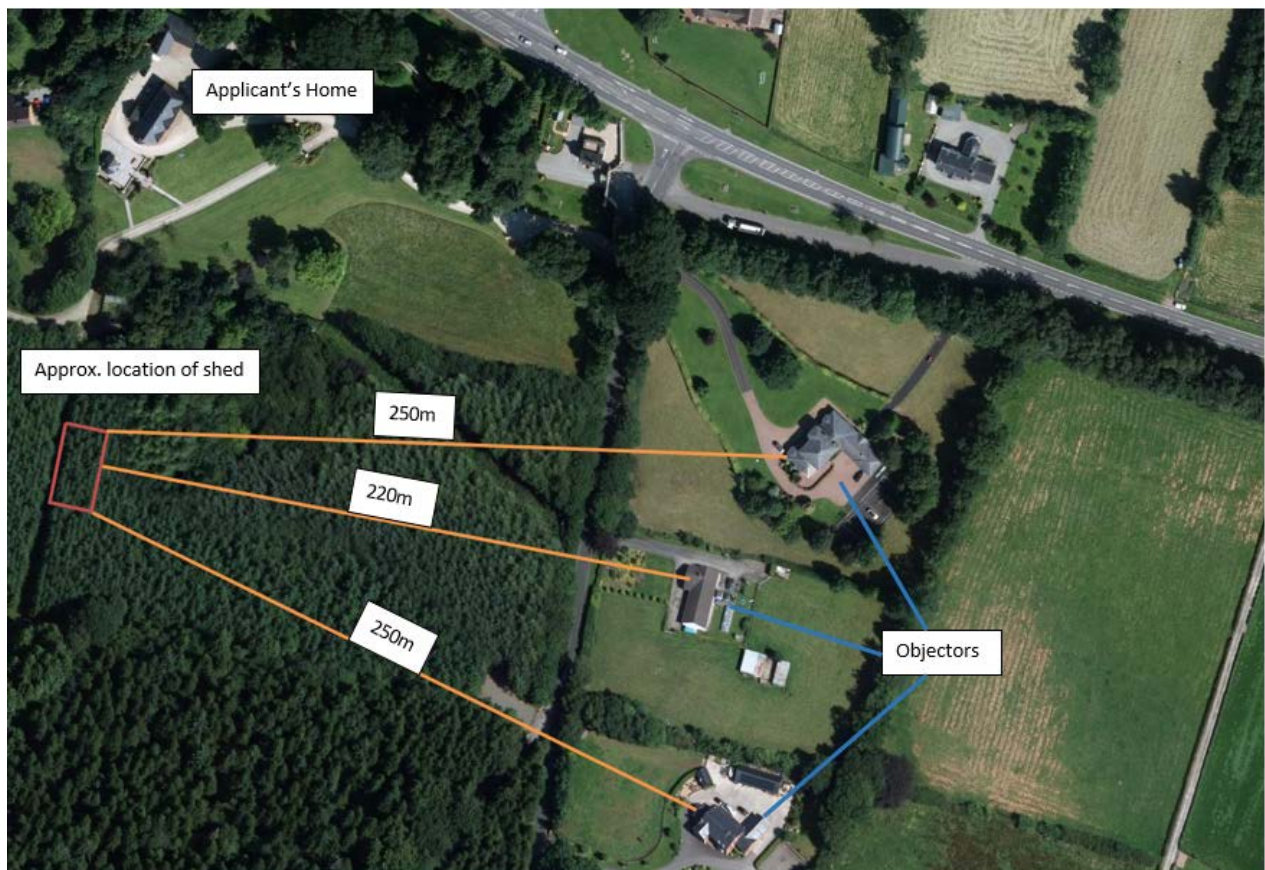 Applicant's Home
Approx. location of shed
250m
220m
250m
Objectors